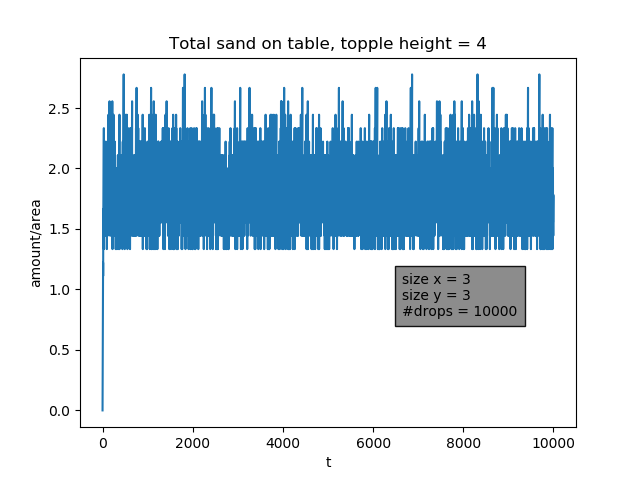 Total sand on table, topple height = 4
2.5
2.0
1.5
1.0
0.5
0.0
amount/area
size x = 3
size y = 3
#drops = 10000
0 2000 4000 6000 8000 10000
t